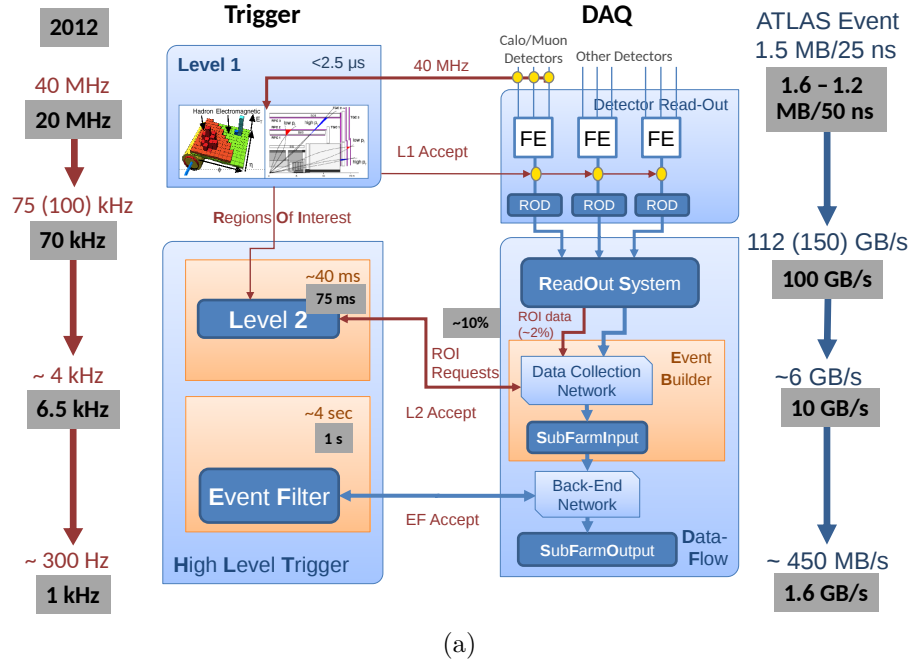 Trigger
DAQ
2012
ATLAS Event
1.5 MB/25 ns
1.6 – 1.2
MB/50 ns
40 MHz
20 MHz
75 (100) kHz
70 kHz
~ 4 kHz
6.5 kHz
~ 300 Hz
1 kHz
Level 1
<2.5 µs
Hadron Electromagnetic
low p
high p
low p
high p
40 MHz
Calo/Muon
Detectors
Other Detectors
Detector Read-Out
FE
FE
FE
L1 Accept
ROD
ROD
ROD
Regions Of Interest
~40 ms
75 ms
Level 2
~10%
ROI
Requests
L2 Accept
~4 sec
1 s
Event Filter
EF Accept
High Level Trigger
ReadOut System
ROI data
(~2%)
Event
Builder
Data Collection
Network
SubFarmInput
Back-End
Network
SubFarmOutput
Data-
Flow
112 (150) GB/s
100 GB/s
~6 GB/s
10 GB/s
~ 450 MB/s
1.6 GB/s
(a)